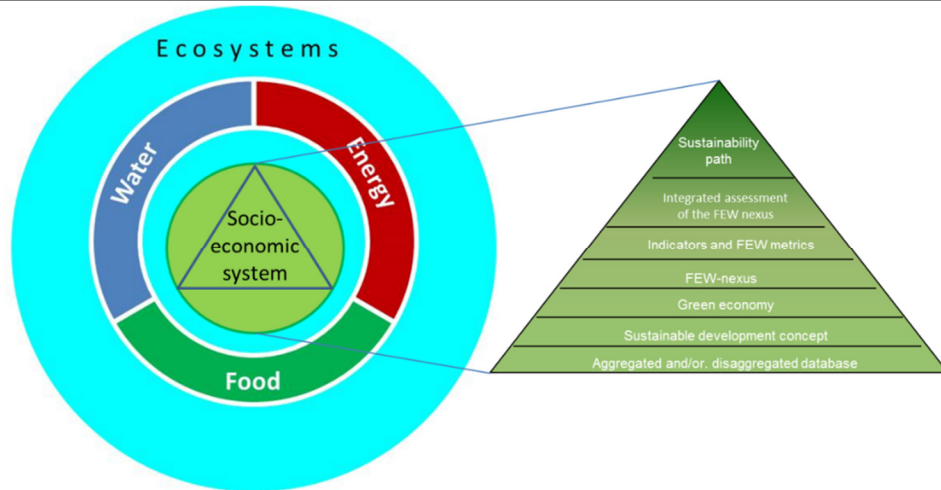 Ecosystems
Water
Energy
Food
Socio-
economic
system
Sustainability
path
Integrated assessment
of the FEW nexus
Indicators and FEW metrics
FEW-nexus
Green economy
Sustainable development concept
Aggregated and/or. disaggregated database